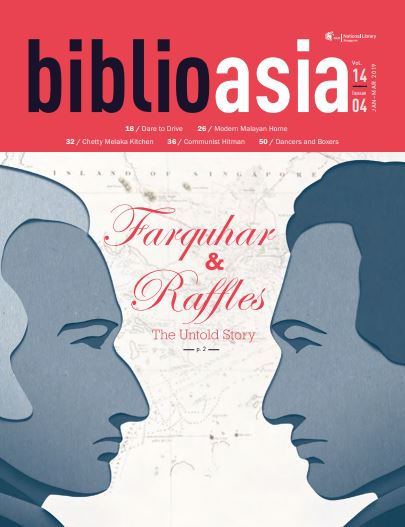 National Library
Singapore
biblioasia
Vol.
14
Issue
04
JAN–MAR 2019
18 / Dare to Drive 26 / Modern Malayan Home
32 / Chetty Melaka Kitchen 36 / Communist Hitman 50 / Dancers and Boxers
ISLAND OF SINGAPORE
Farquhar
&
Raffles
The Untold Story
p. 2